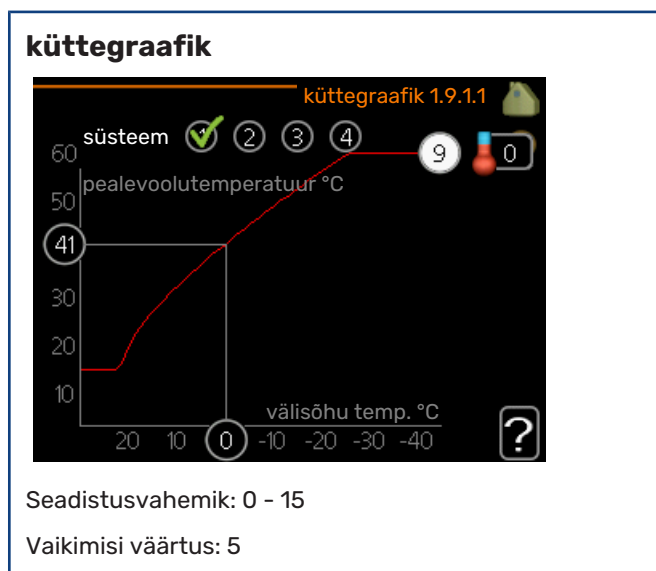 küttegraafik
küttegraafik 1.9.1.1
süsteem 1 2 3 4
9 0
60
pealevoolutemperatuur °C
50
41
30
20
10
välisõhu temp. °C
20 10 0 -10 -20 -30 -40
?
Seadistusvahemik: 0 - 15
Vaikimisi väärtus: 5